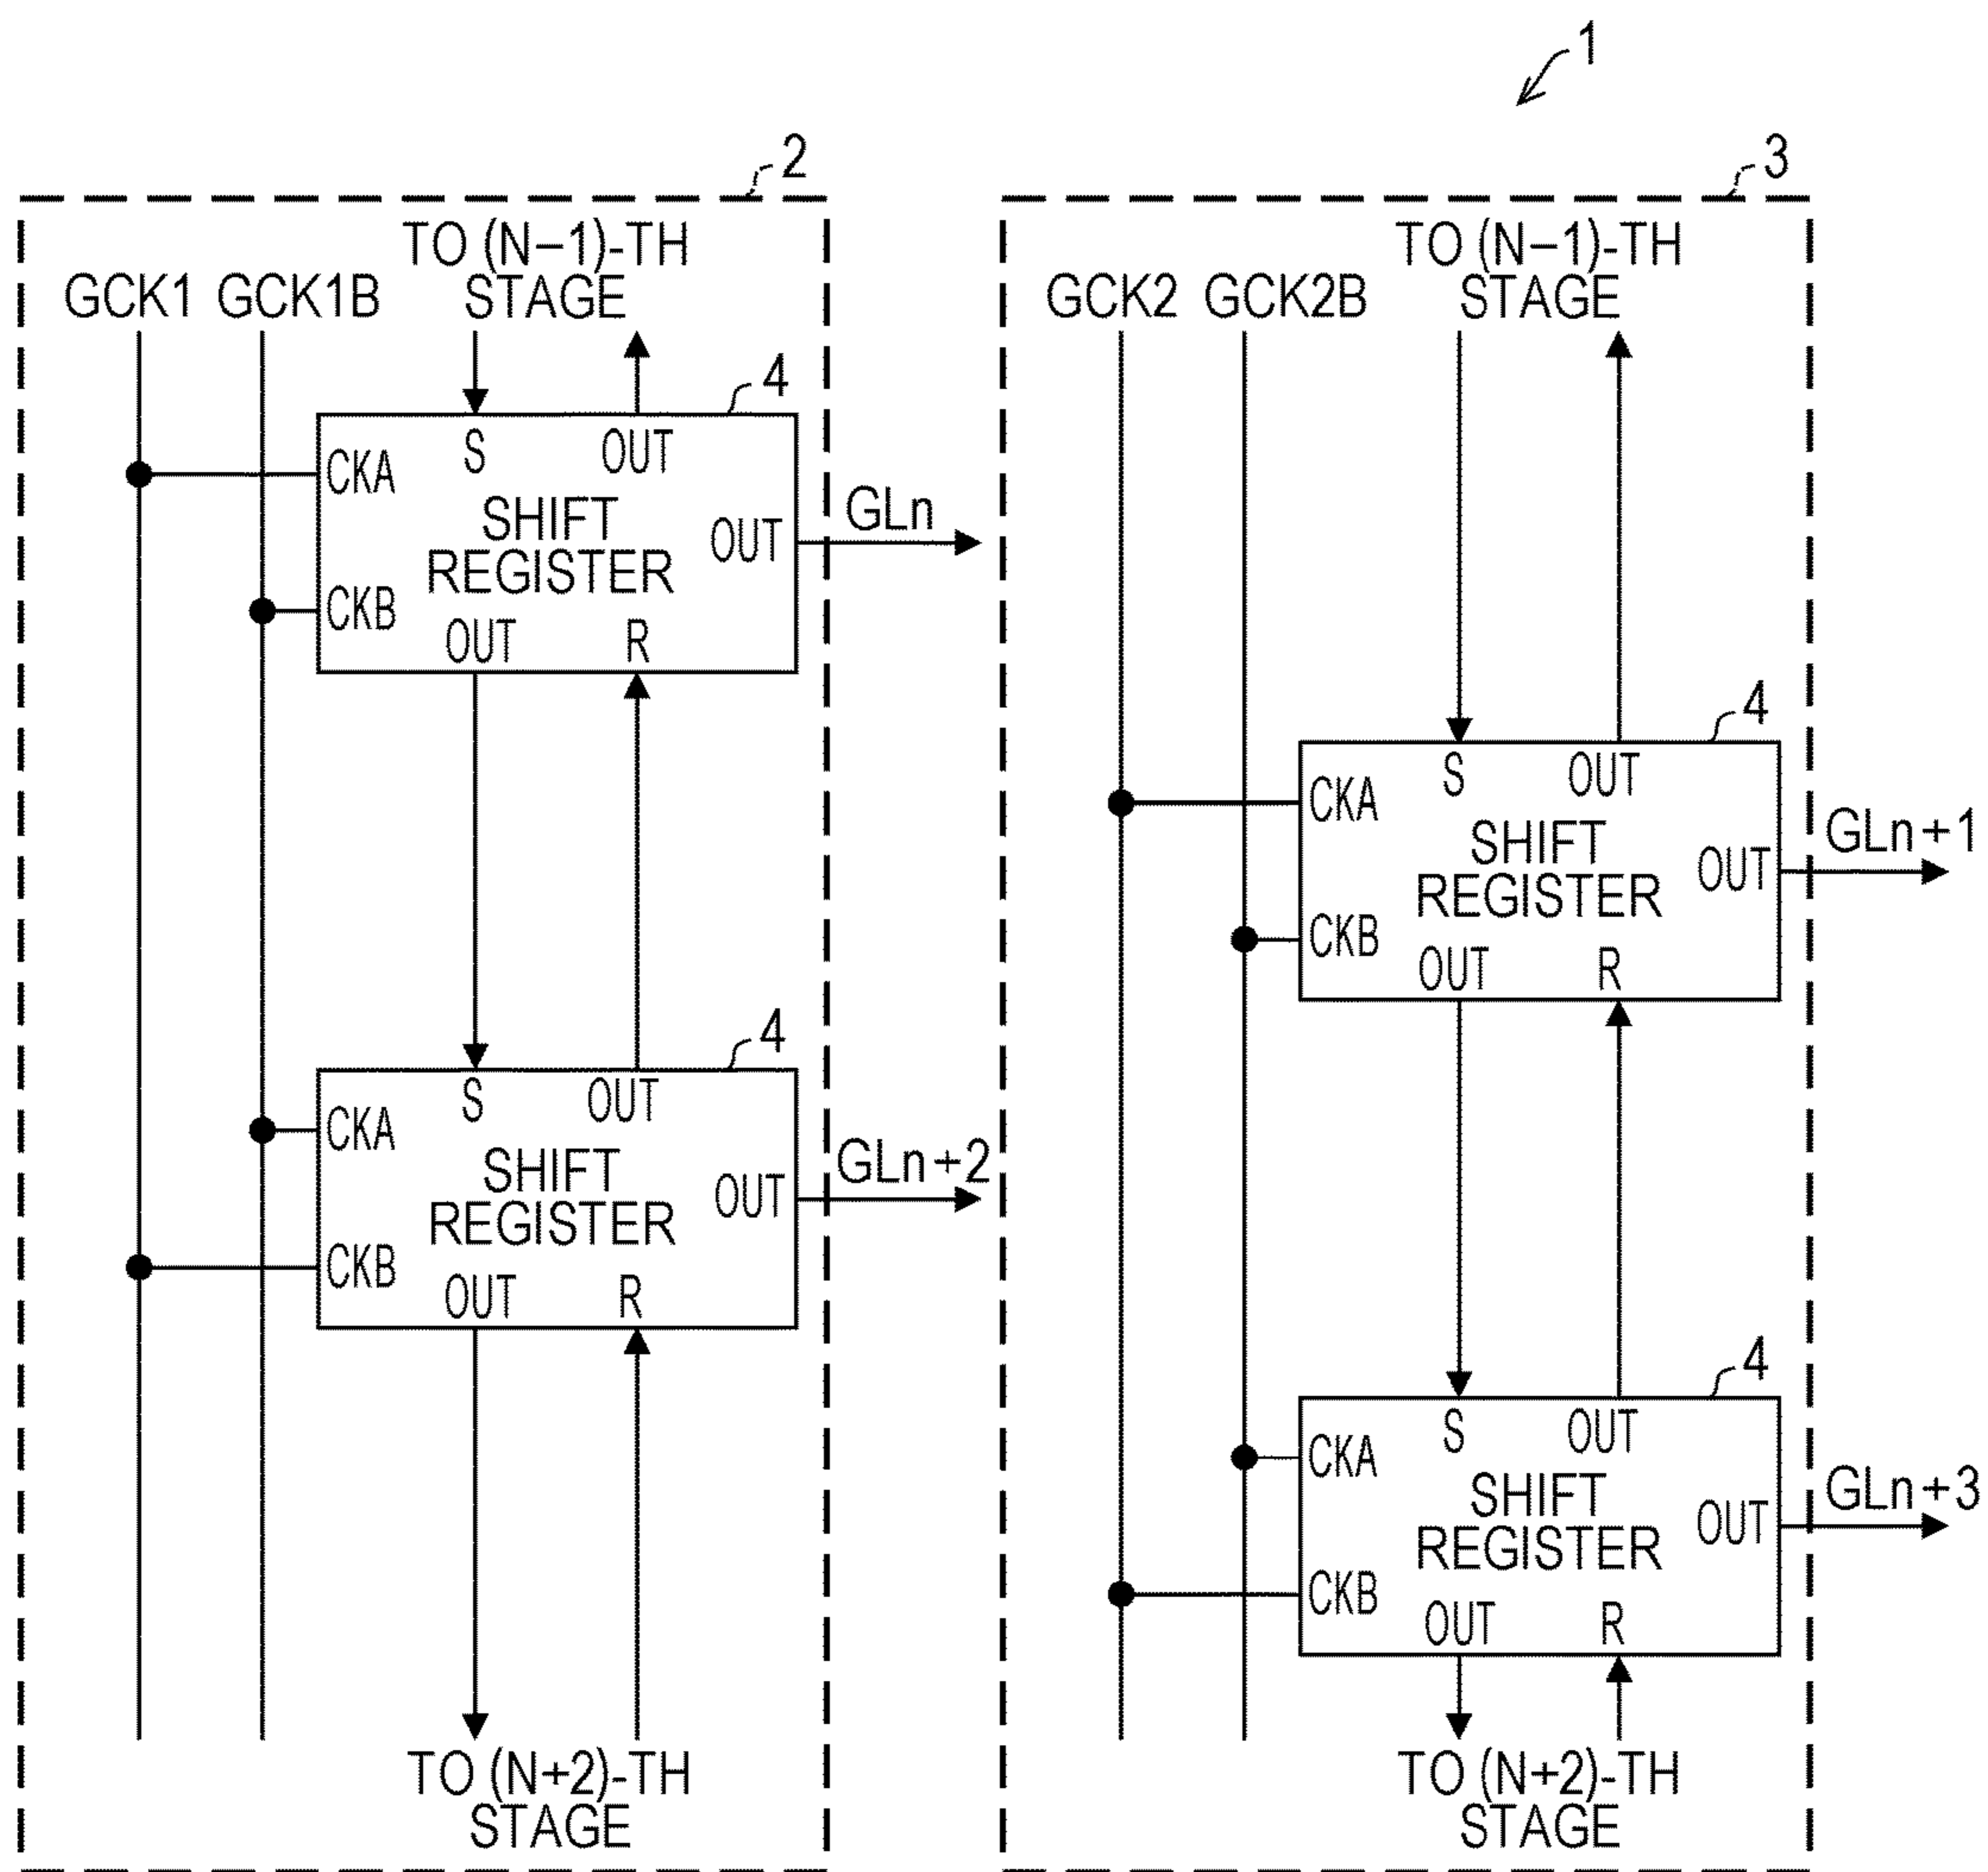 1
2
TO (N–1)-TH
STAGE
GCK1
GCK1B
4
S
OUT
CKA
SHIFT
REGISTER
OUT
CKB
OUT
R
GLn
4
S
OUT
CKA
SHIFT
REGISTER
OUT
CKB
OUT
R
GLn+2
TO (N+2)-TH
STAGE
3
TO (N–1)-TH
STAGE
GCK2
GCK2B
4
S
OUT
CKA
SHIFT
REGISTER
OUT
CKB
OUT
R
GLn+1
4
S
OUT
CKA
SHIFT
REGISTER
OUT
CKB
OUT
R
GLn+3
TO (N+2)-TH
STAGE